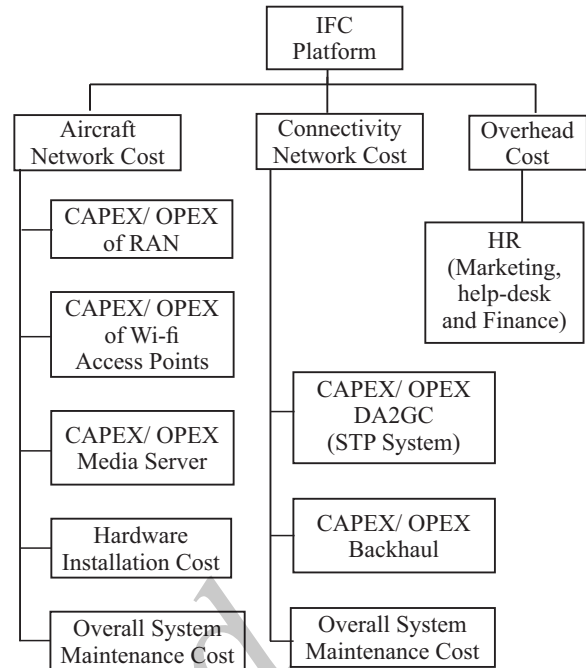 IFC
Platform
Aircraft
Network Cost
Connectivity
Network Cost
Overhead
Cost
CAPEX/ OPEX
of RAN
CAPEX/ OPEX
of Wi-fi
Access Points
CAPEX/ OPEX
Media Server
Hardware
Installation Cost
Overall System
Maintenance Cost
CAPEX/ OPEX
DA2GC
(STP System)
CAPEX/ OPEX
Backhaul
Overall System
Maintenance Cost
HR
(Marketing,
help-desk
and Finance)